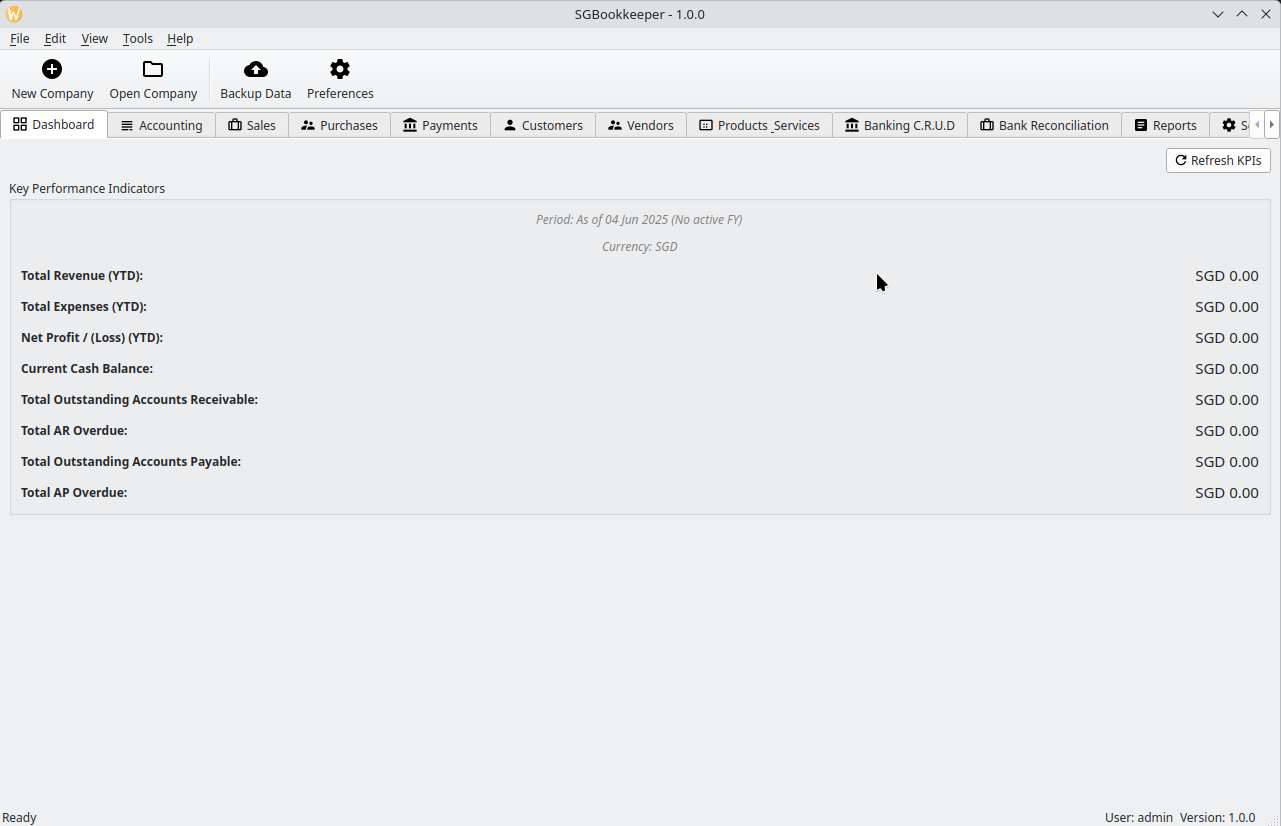 SGBookkeeper - 1.0.0
File Edit View Tools Help
New Company Open Company Backup Data Preferences
Dashboard Accounting Sales Purchases Payments Customers Vendors Products _Services Banking C.R.U.D Bank Reconciliation Reports
Refresh KPIs
Key Performance Indicators
Period: As of 04 Jun 2025 (No active FY)
Currency: SGD
Total Revenue (YTD): SGD 0.00
Total Expenses (YTD): SGD 0.00
Net Profit / (Loss) (YTD): SGD 0.00
Current Cash Balance: SGD 0.00
Total Outstanding Accounts Receivable: SGD 0.00
Total AR Overdue: SGD 0.00
Total Outstanding Accounts Payable: SGD 0.00
Total AP Overdue: SGD 0.00
Ready User: admin Version: 1.0.0